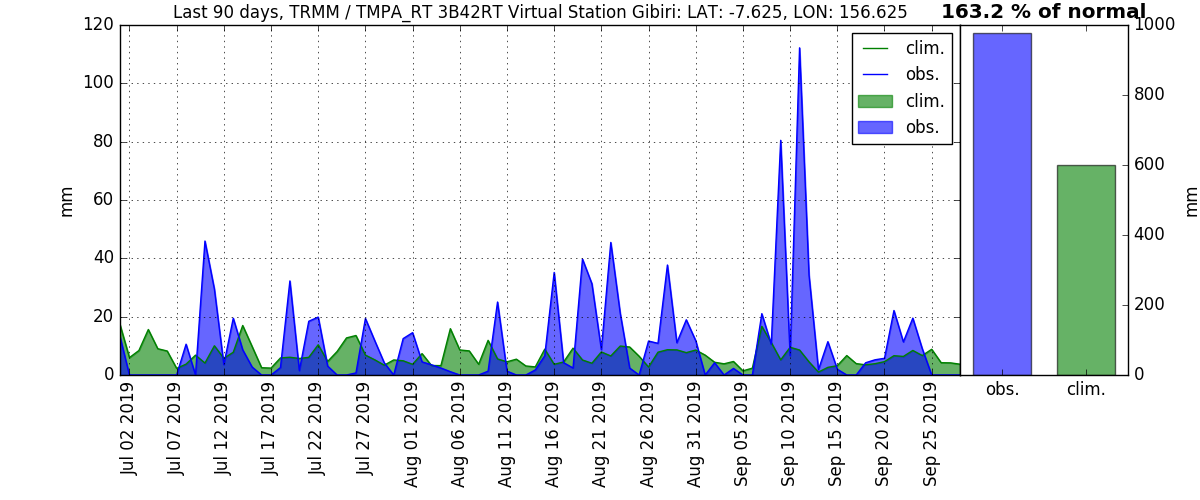 Last 90 days, TRMM / TMPA_RT 3B42RT Virtual Station Gibiri: LAT: -7.625, LON: 156.625
163.2 % of normal
120
100
80
60
40
20
0
mm
clim.
obs.
clim.
obs.
Jul 02 2019
Jul 07 2019
Jul 12 2019
Jul 17 2019
Jul 22 2019
Jul 27 2019
Aug 01 2019
Aug 06 2019
Aug 11 2019
Aug 16 2019
Aug 21 2019
Aug 26 2019
Aug 31 2019
Sep 05 2019
Sep 10 2019
Sep 15 2019
Sep 20 2019
Sep 25 2019
1000
800
600
400
200
0
mm
obs.
clim.